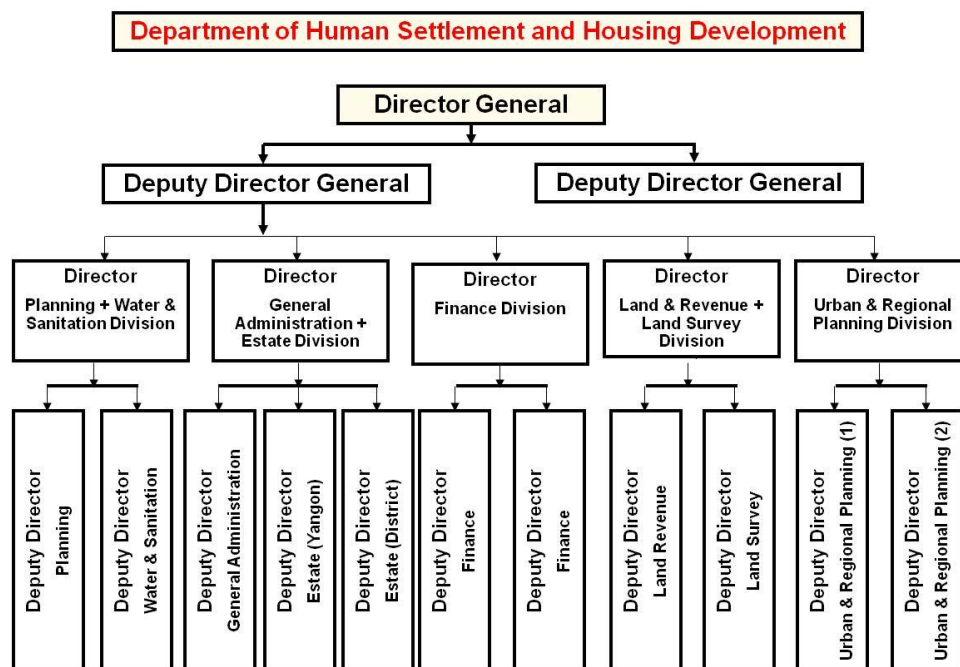 Department of Human Settlement and Housing Development
Director General
Deputy Director General
Deputy Director General
Director
Planning + Water &
Sanitation Division
Director
General
Administration +
Estate Division
Director
Finance Division
Director
Land & Revenue +
Land Survey
Division
Director
Urban & Regional
Planning Division
Deputy Director
Planning
Deputy Director
Water & Sanitation
Deputy Director
General Administration
Deputy Director
Estate (Yangon)
Deputy Director
Estate (District)
Deputy Director
Finance
Deputy Director
Finance
Deputy Director
Land Revenue
Deputy Director
Land Survey
Deputy Director
Urban & Regional Planning (1)
Deputy Director
Urban & Regional Planning (2)